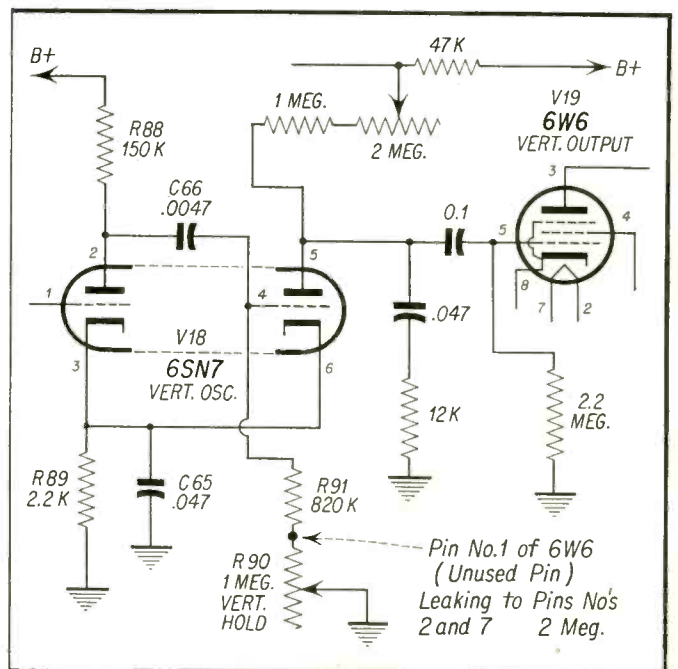 B+
R88
150 K
C66
.0047
1 MEG.
2 MEG.
47 K
B+
V19
6W6
VERT. OUTPUT
3
4
5
8
7
2
0.1
2
5
1
4
3
6
V18
6SN7
VERT. OSC.
.047
12K
2.2
MEG.
R89
2.2 K
C65
.047
R91
820 K
R90
1 MEG.
VERT.
HOLD
Pin No.1 of 6W6
( Unused Pin )
Leaking to Pins No's
2 and 7 2 Meg.